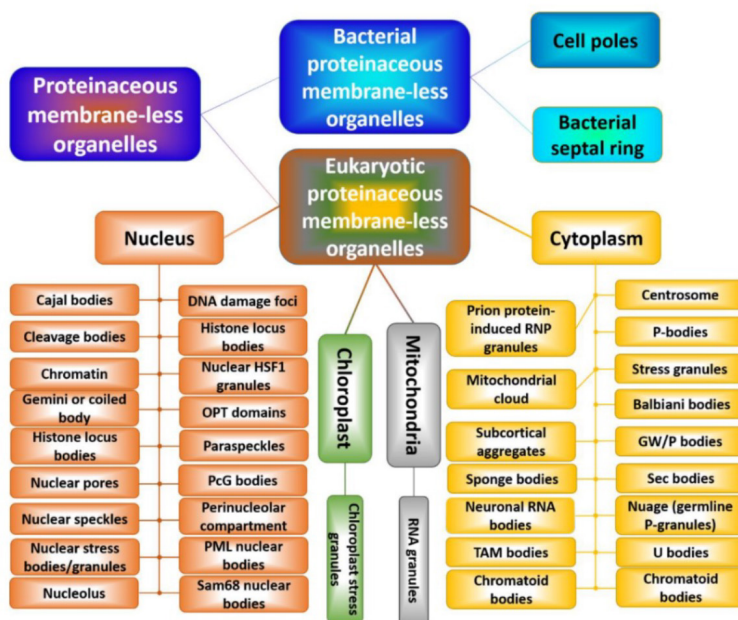 Proteinaceous
membrane-less
organelles
Bacterial
proteinaceous
membrane-less
organelles
Cell poles
Bacterial
septal ring
Eukaryotic
proteinaceous
membrane-less
organelles
Nucleus
Cajal bodies
Cleavage bodies
Chromatin
Gemini or coiled
body
Histone locus
bodies
Nuclear pores
Nuclear speckles
Nuclear stress
bodies/granules
Nucleolus
DNA damage foci
Histone locus
bodies
Nuclear HSF1
granules
OPT domains
Paraspeckles
PcG bodies
Perinucleolar
compartment
PML nuclear
bodies
Sam68 nuclear
bodies
Chloroplast
Chloroplast stress
granules
Mitochondria
RNA granules
Cytoplasm
Prion protein-
induced RNP
granules
Mitochondrial
cloud
Subcortical
aggregates
Sponge bodies
Neuronal RNA
bodies
TAM bodies
Chromatoid
bodies
Centrosome
P-bodies
Stress granules
Balbiani bodies
GW/P bodies
Sec bodies
Nuage (germline
P-granules)
U bodies
Chromatoid
bodies